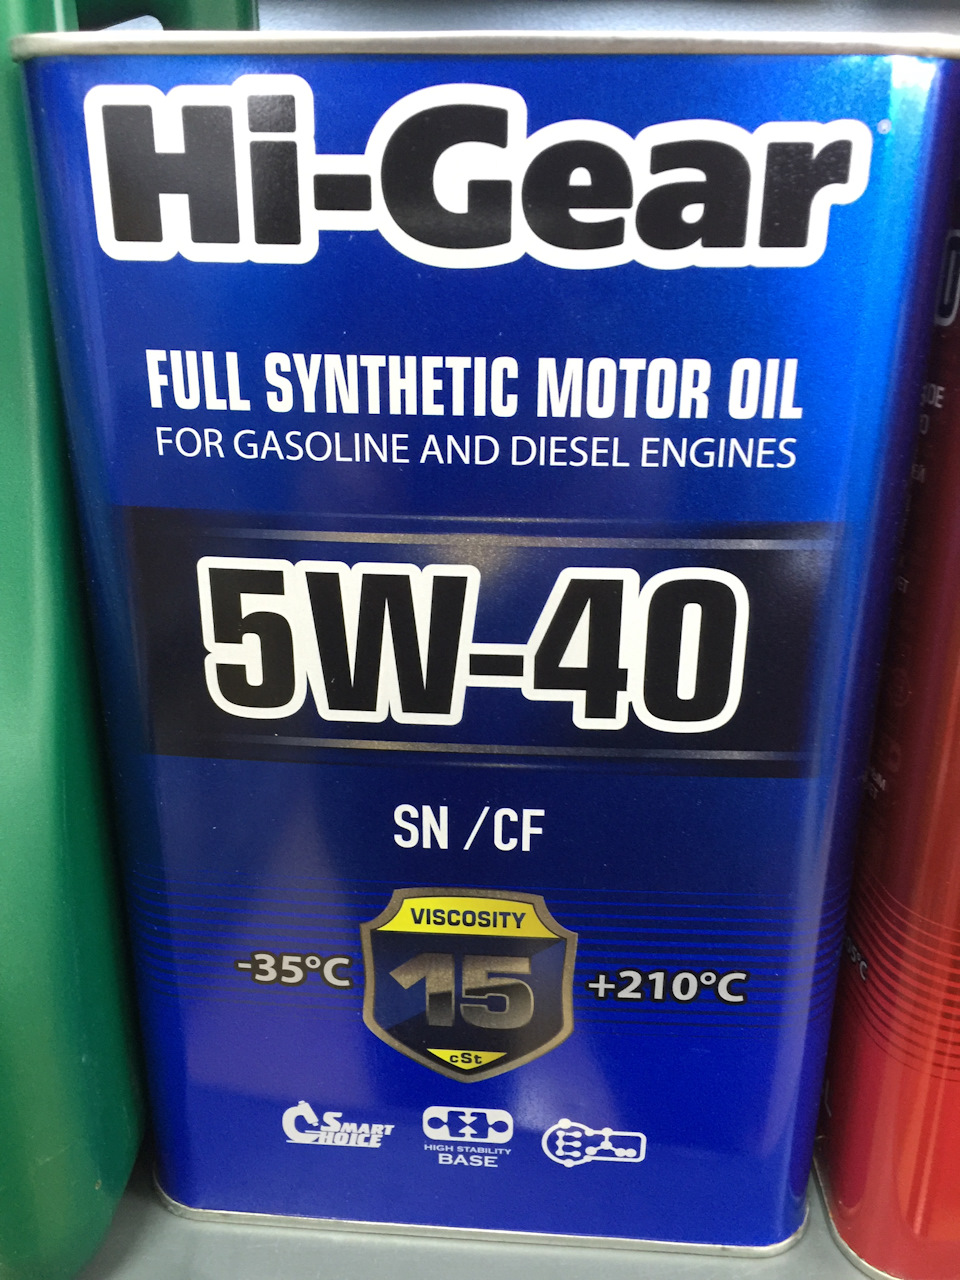 Hi-Gear
FULL SYNTHETIC MOTOR OIL
FOR GASOLINE AND DIESEL ENGINES
5W-40
SN / CF
VISCOSITY
-35°C
15
+210°C
cSt
SMART
CHOICE
HIGH STABILITY
BASE